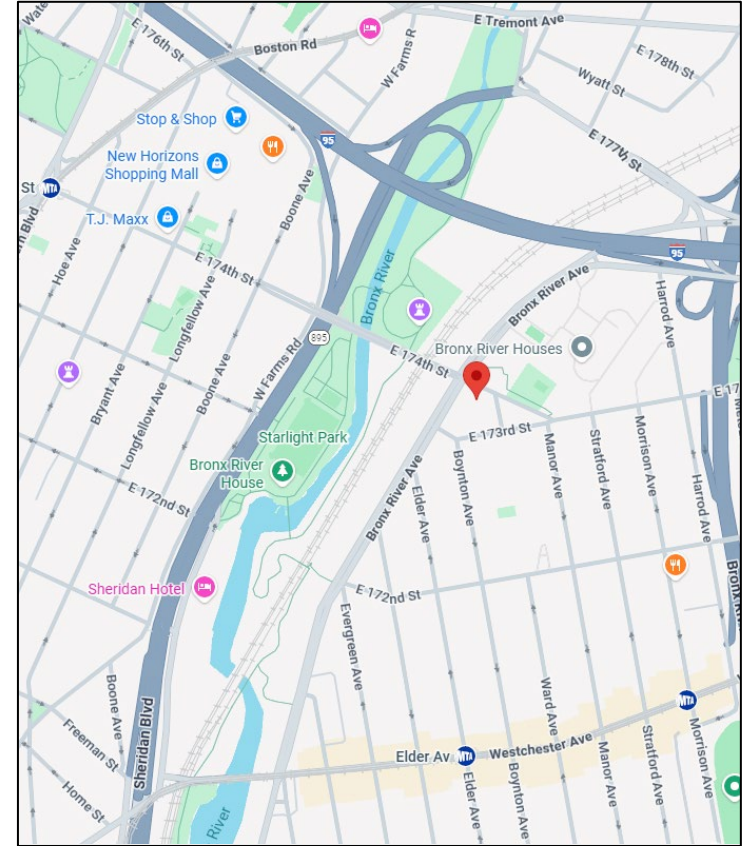 E Tremont Ave
E 176th St
Boston Rd
W Farms R
E 178th St
Wyatt St
Stop & Shop
95
E 177th St
New Horizons
Shopping Mall
St
MTA
Boone Ave
T.J. Maxx
rn Blvd
Hoe Ave
E 174th St
Bronx River
95
Bronx River Ave
Harrod Ave
Longfellow Ave
895
E 174th St
Bronx River Houses
W Farms Rd
Boone Ave
Bryant Ave
Longfellow Ave
E 17
Starlight Park
E 173rd St
Bronx River
House
Bronx River Ave
Elder Ave
Boynton Ave
Manor Ave
Stratford Ave
Morrison Ave
Harrod Ave
E 172nd St
Sheridan Hotel
E 172nd St
Evergreen Ave
Boone Ave
Ward Ave
Sheridan Blvd
Freeman St
Home St
MTA
Elder Av
MTA
Westchester Ave
Elder Ave
Boynton Ave
Manor Ave
Stratford Ave
Morrison Ave
River